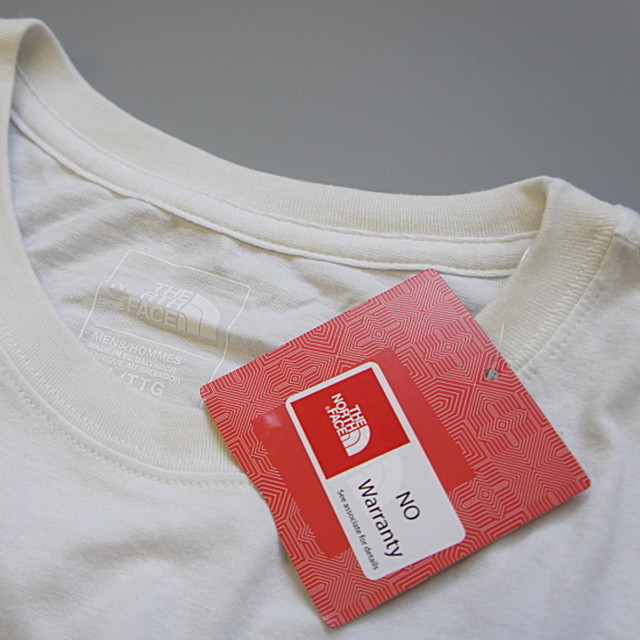 THE
NORTH
FACE
MENS/HOMMES
/TTG
THE
NORTH
FACE
NO
Warranty
See associate for details